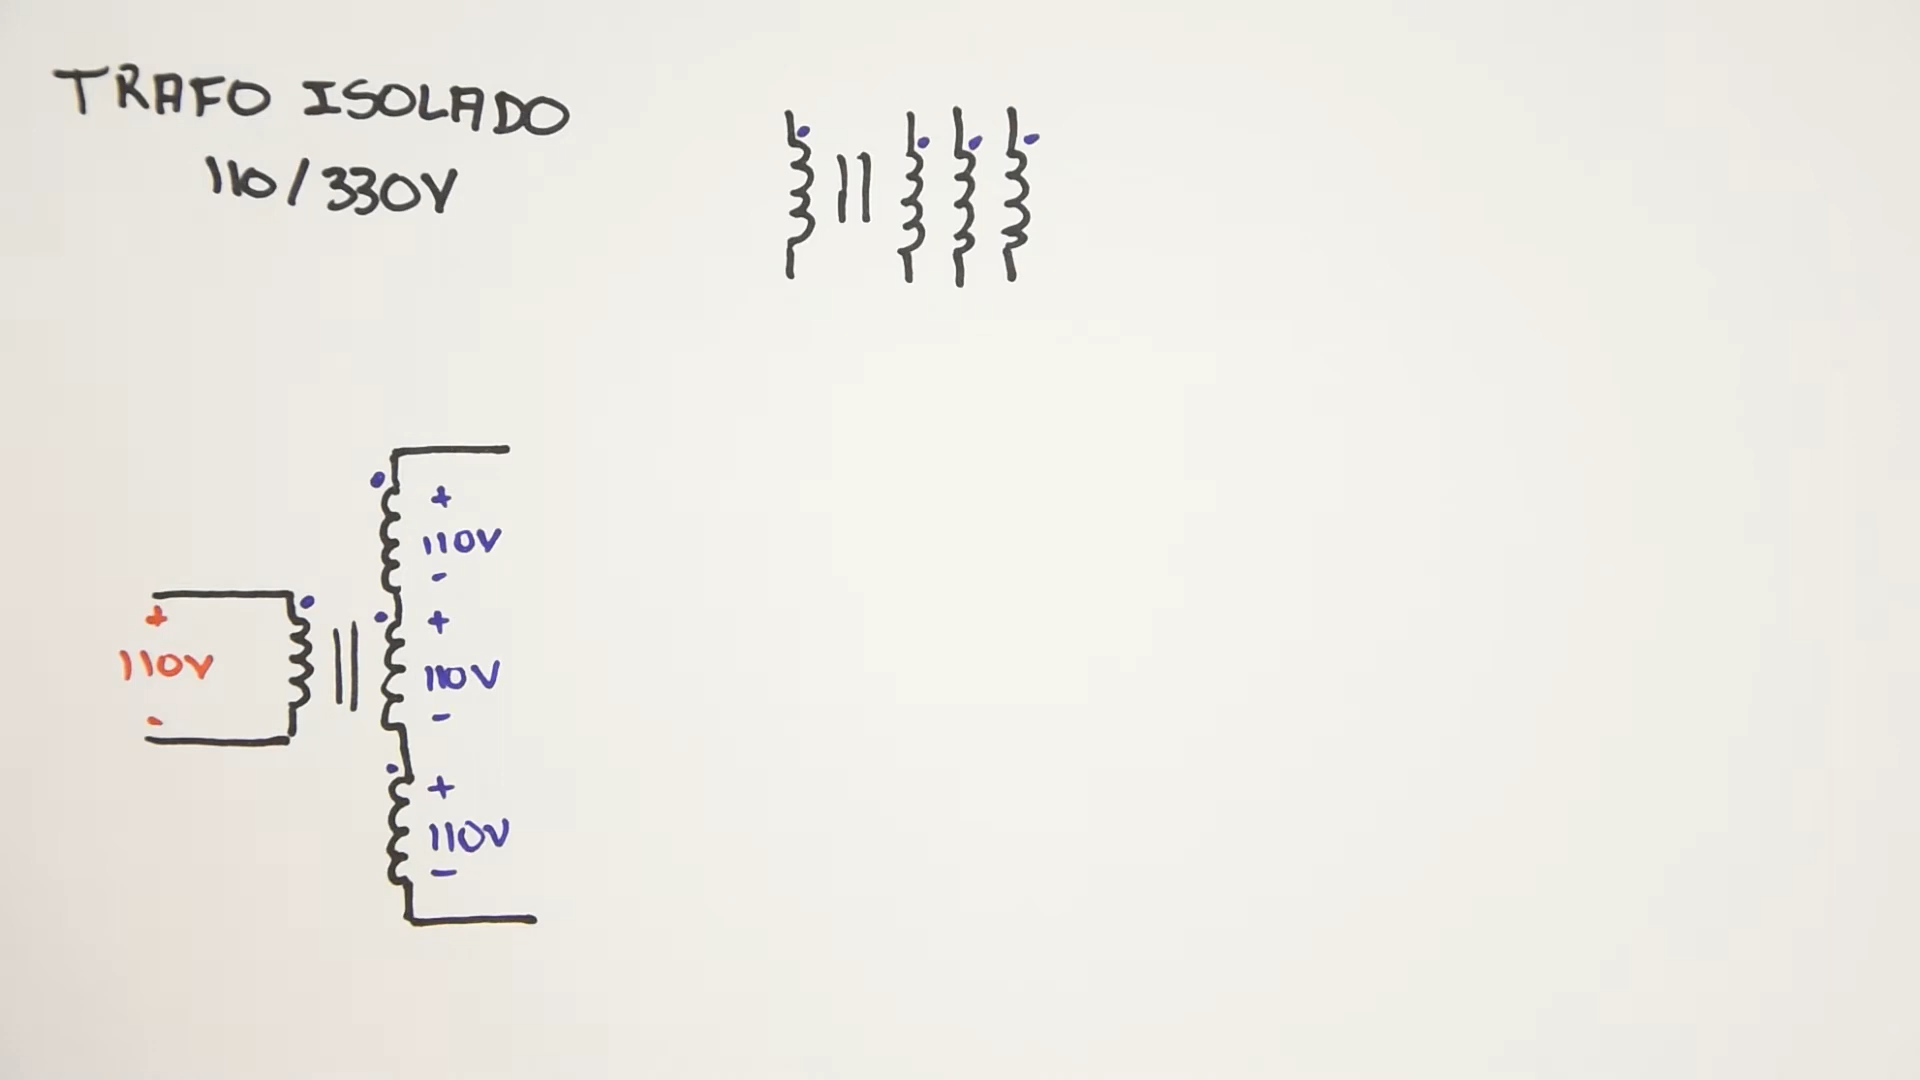 TRAFO ISOLADO
110/330V
+
110V
-
+
110V
-
+
110V
-
+
110V
-